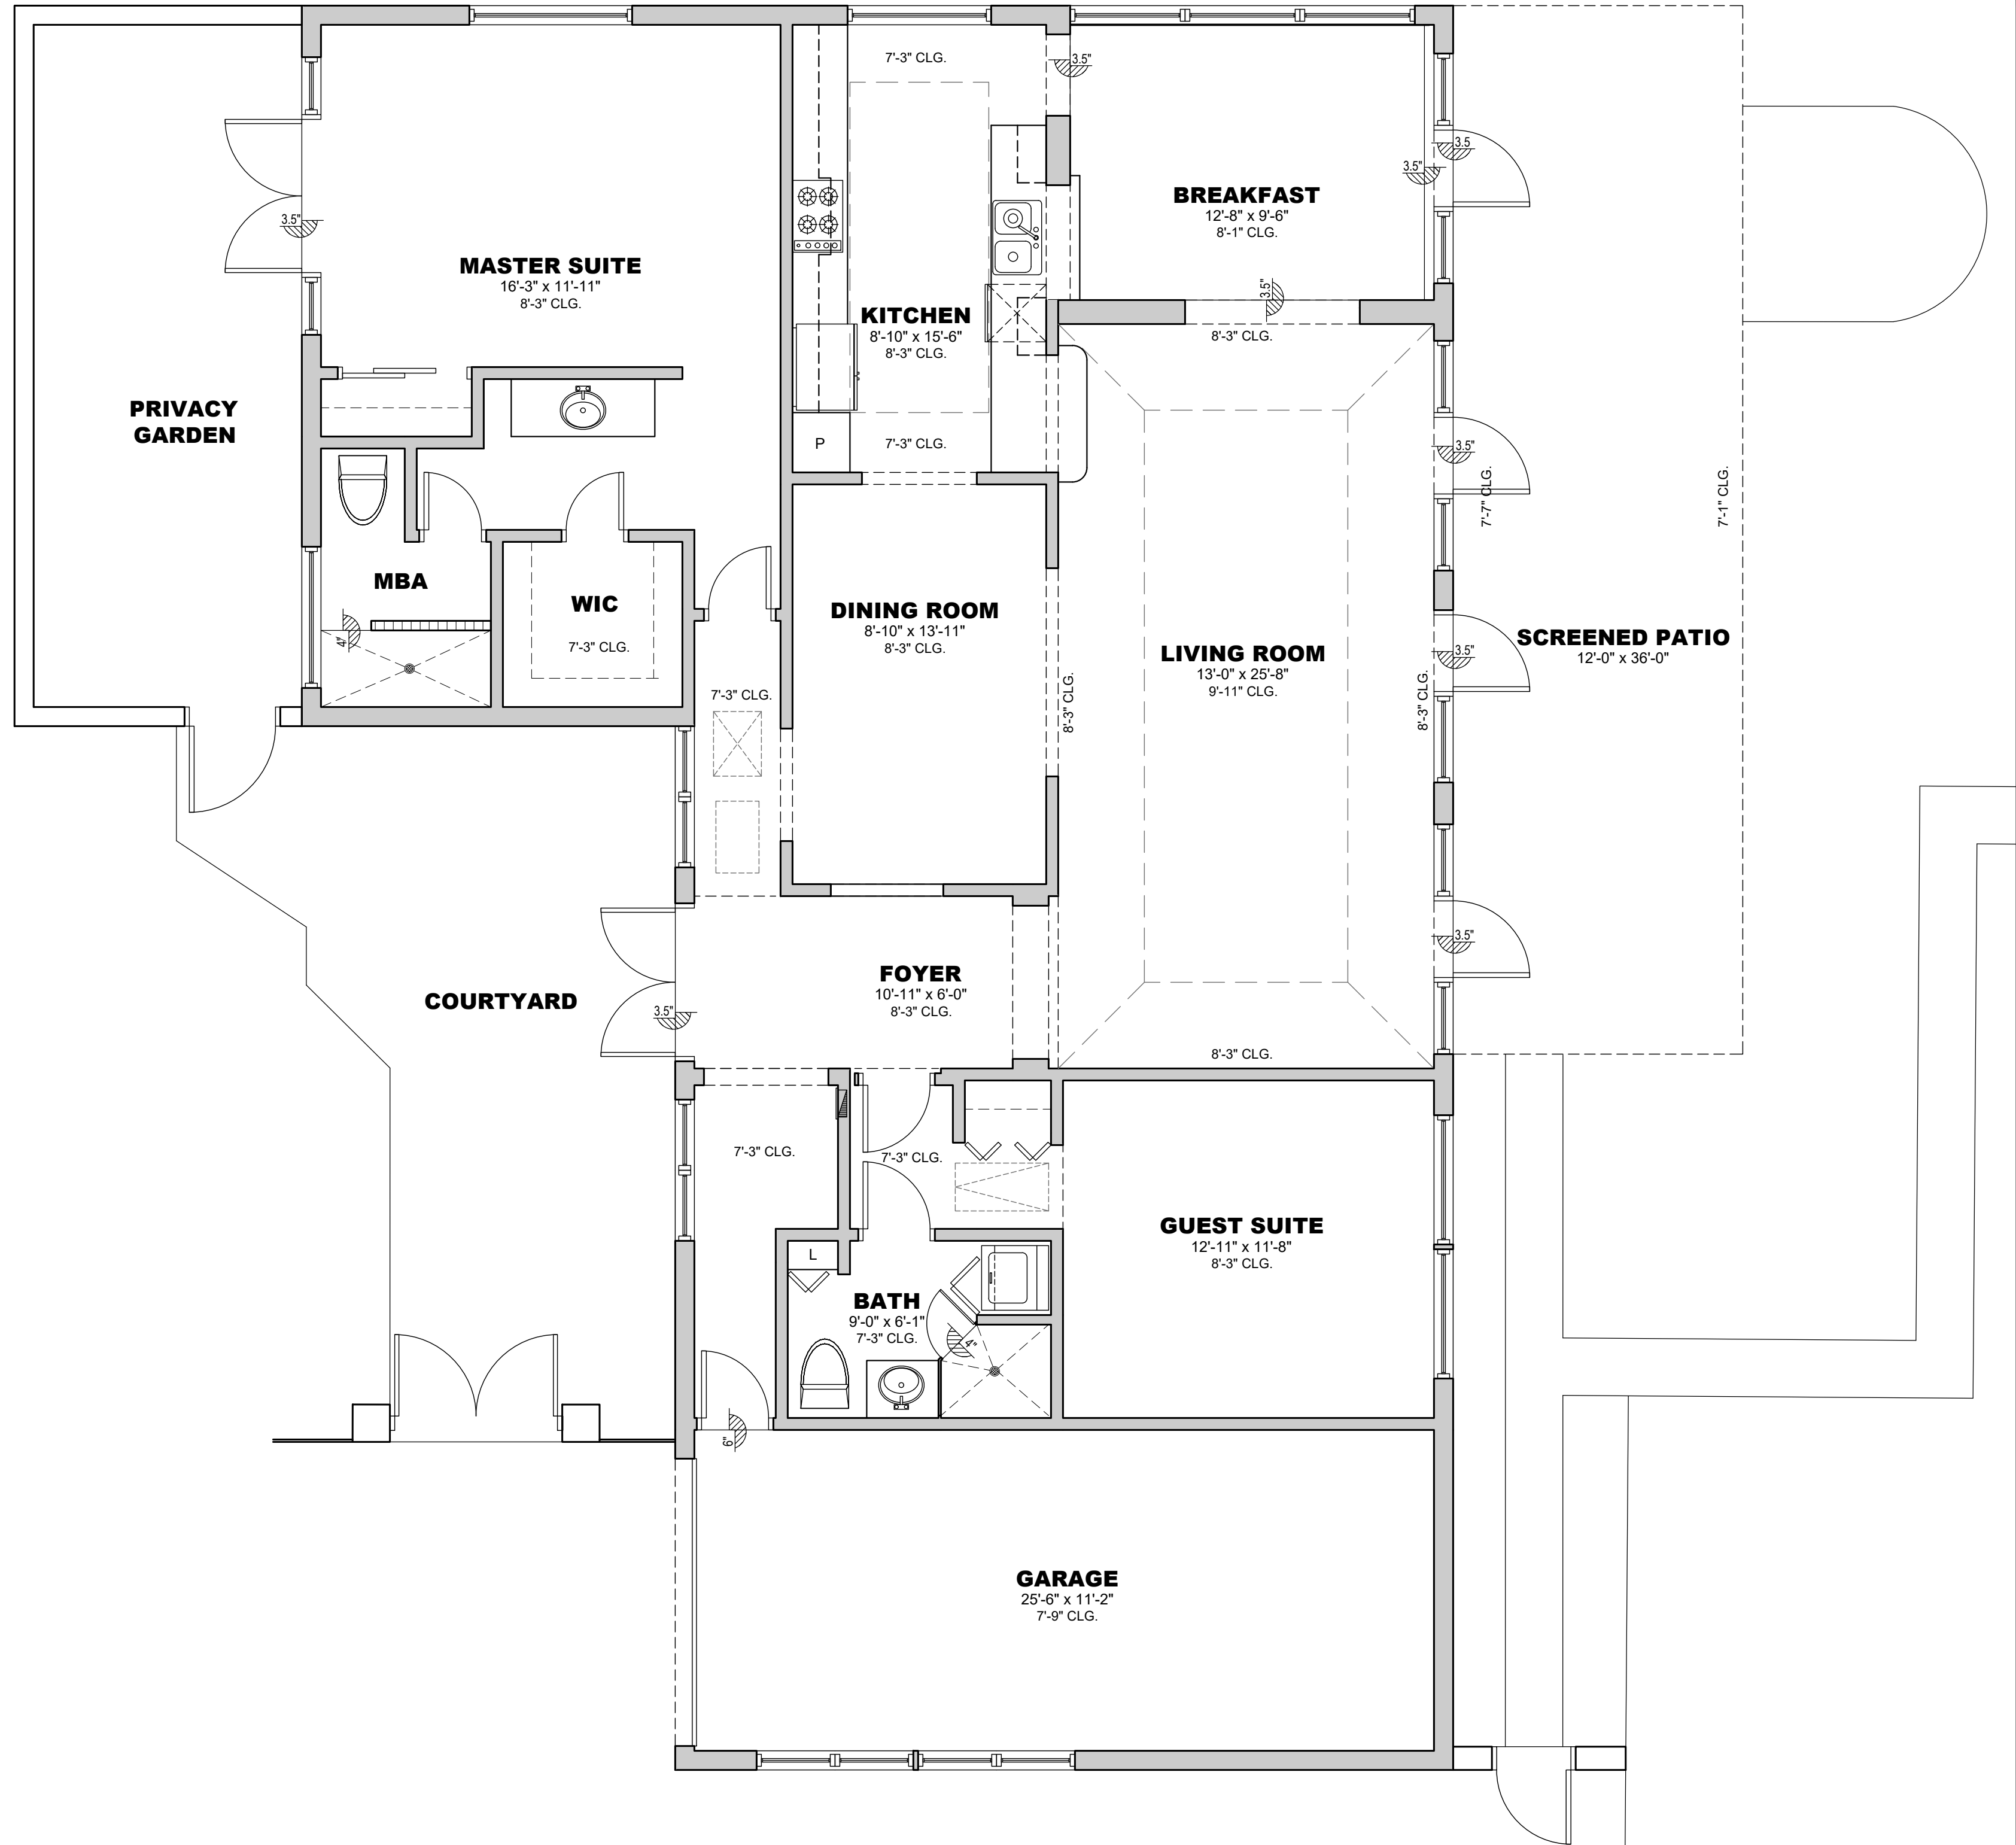 7'-3" CLG.
3.5"
3.5
3.5"
BREAKFAST
12'-8" x 9'-6"
8'-1" CLG.
3.5"
MASTER SUITE
16'-3" x 11'-11"
8'-3" CLG.
3.5"
KITCHEN
8'-10" x 15'-6"
8'-3" CLG.
8'-3" CLG.
PRIVACY
GARDEN
P
7'-3" CLG.
3.5"
7'-7" CLG.
7'-1" CLG.
MBA
WIC
7'-3" CLG.
4"
DINING ROOM
8'-10" x 13'-11"
8'-3" CLG.
LIVING ROOM
13'-0" x 25'-8"
9'-11" CLG.
3.5"
SCREENED PATIO
12'-0" x 36'-0"
7'-3" CLG.
8'-3" CLG.
8'-3" CLG.
3.5"
COURTYARD
3.5"
FOYER
10'-11" x 6'-0"
8'-3" CLG.
8'-3" CLG.
7'-3" CLG.
7'-3" CLG.
GUEST SUITE
12'-11" x 11'-8"
8'-3" CLG.
L
BATH
9'-0" x 6'-1"
7'-3" CLG.
4"
6"
GARAGE
25'-6" x 11'-2"
7'-9" CLG.